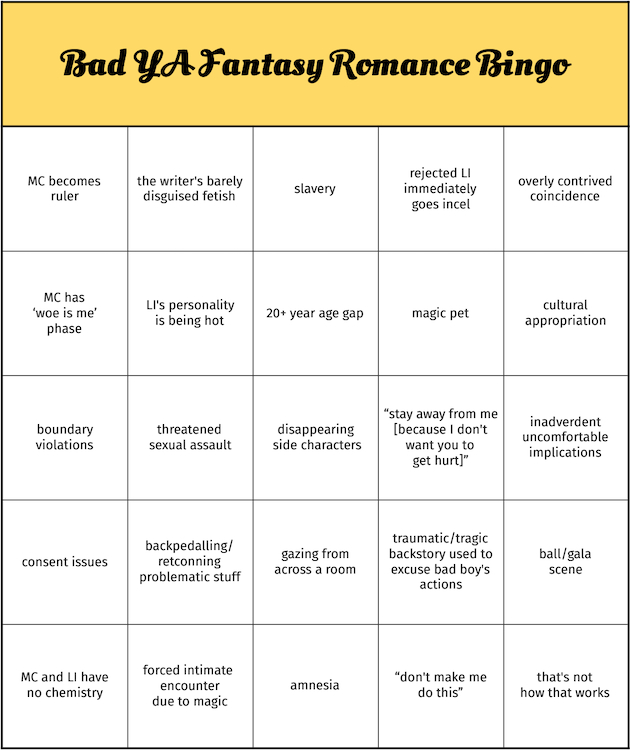 Bad YA Fantasy Romance Bingo
MC becomes
ruler
the writer's barely
disguised fetish
slavery
rejected LI
immediately
goes incel
overly contrived
coincidence
MC has
‘woe is me’
phase
LI's personality
is being hot
20+ year age gap
magic pet
cultural
appropriation
boundary
violations
threatened
sexual assault
disappearing
side characters
“stay away from me
[because I don't
want you to
get hurt]”
inadverdent
uncomfortable
implications
consent issues
backpedalling/
retconning
problematic stuff
gazing from
across a room
traumatic/tragic
backstory used to
excuse bad boy's
actions
ball/gala
scene
MC and LI have
no chemistry
forced intimate
encounter
due to magic
amnesia
“don't make me
do this”
that's not
how that works